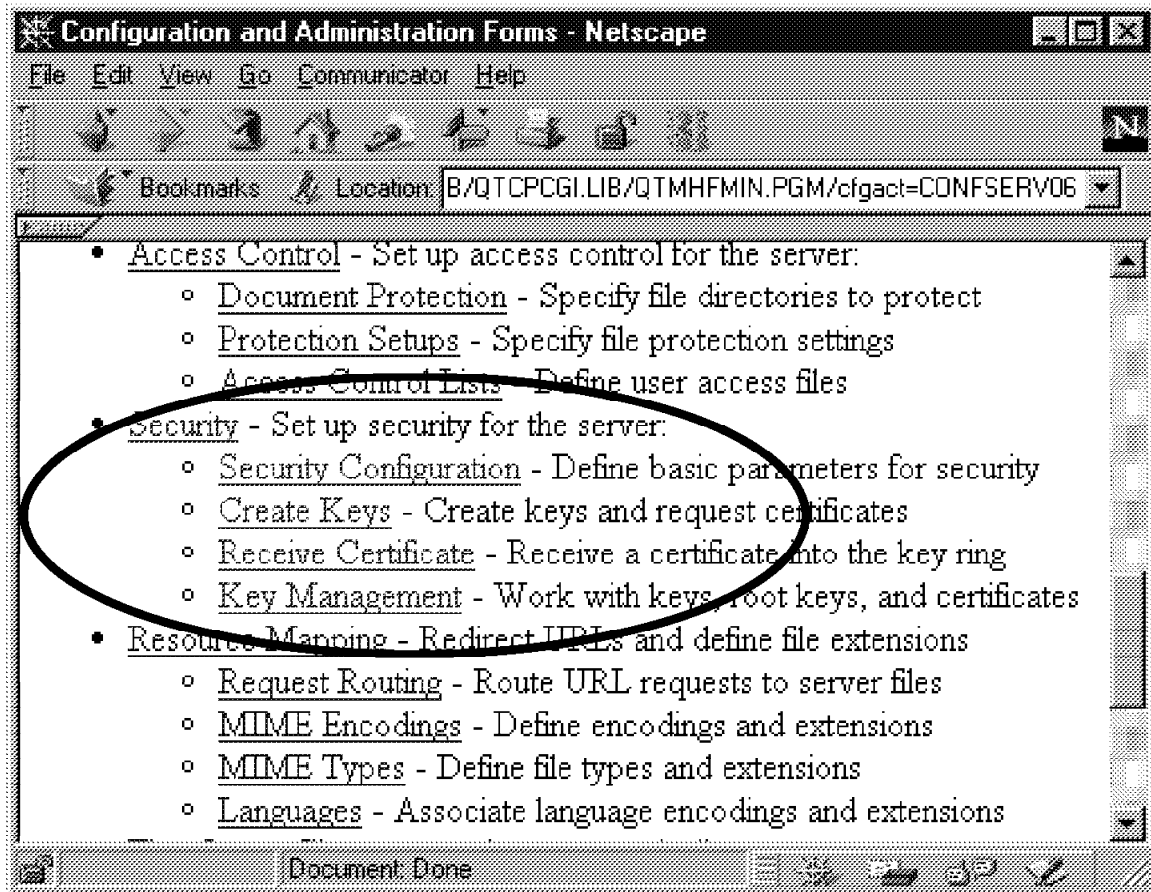 Configuration and Administration Forms - Netscape
File Edit View Go Communicator Help
N
Bookmarks Location: B/QTCPCGI.LIB/QTMHFMIN.PGM/cfgact=CONFSERV06
• Access Control - Set up access control for the server:
◦ Document Protection - Specify file directories to protect
◦ Protection Setups - Specify file protection settings
◦ Access Control Lists - Define user access files
• Security - Set up security for the server:
◦ Security Configuration - Define basic parameters for security
◦ Create Keys - Create keys and request certificates
◦ Receive Certificate - Receive a certificate into the key ring
◦ Key Management - Work with keys, root keys, and certificates
• Resource Mapping - Redirect URLs and define file extensions
◦ Request Routing - Route URL requests to server files
◦ MIME Encodings - Define encodings and extensions
◦ MIME Types - Define file types and extensions
◦ Languages - Associate language encodings and extensions
Document: Done